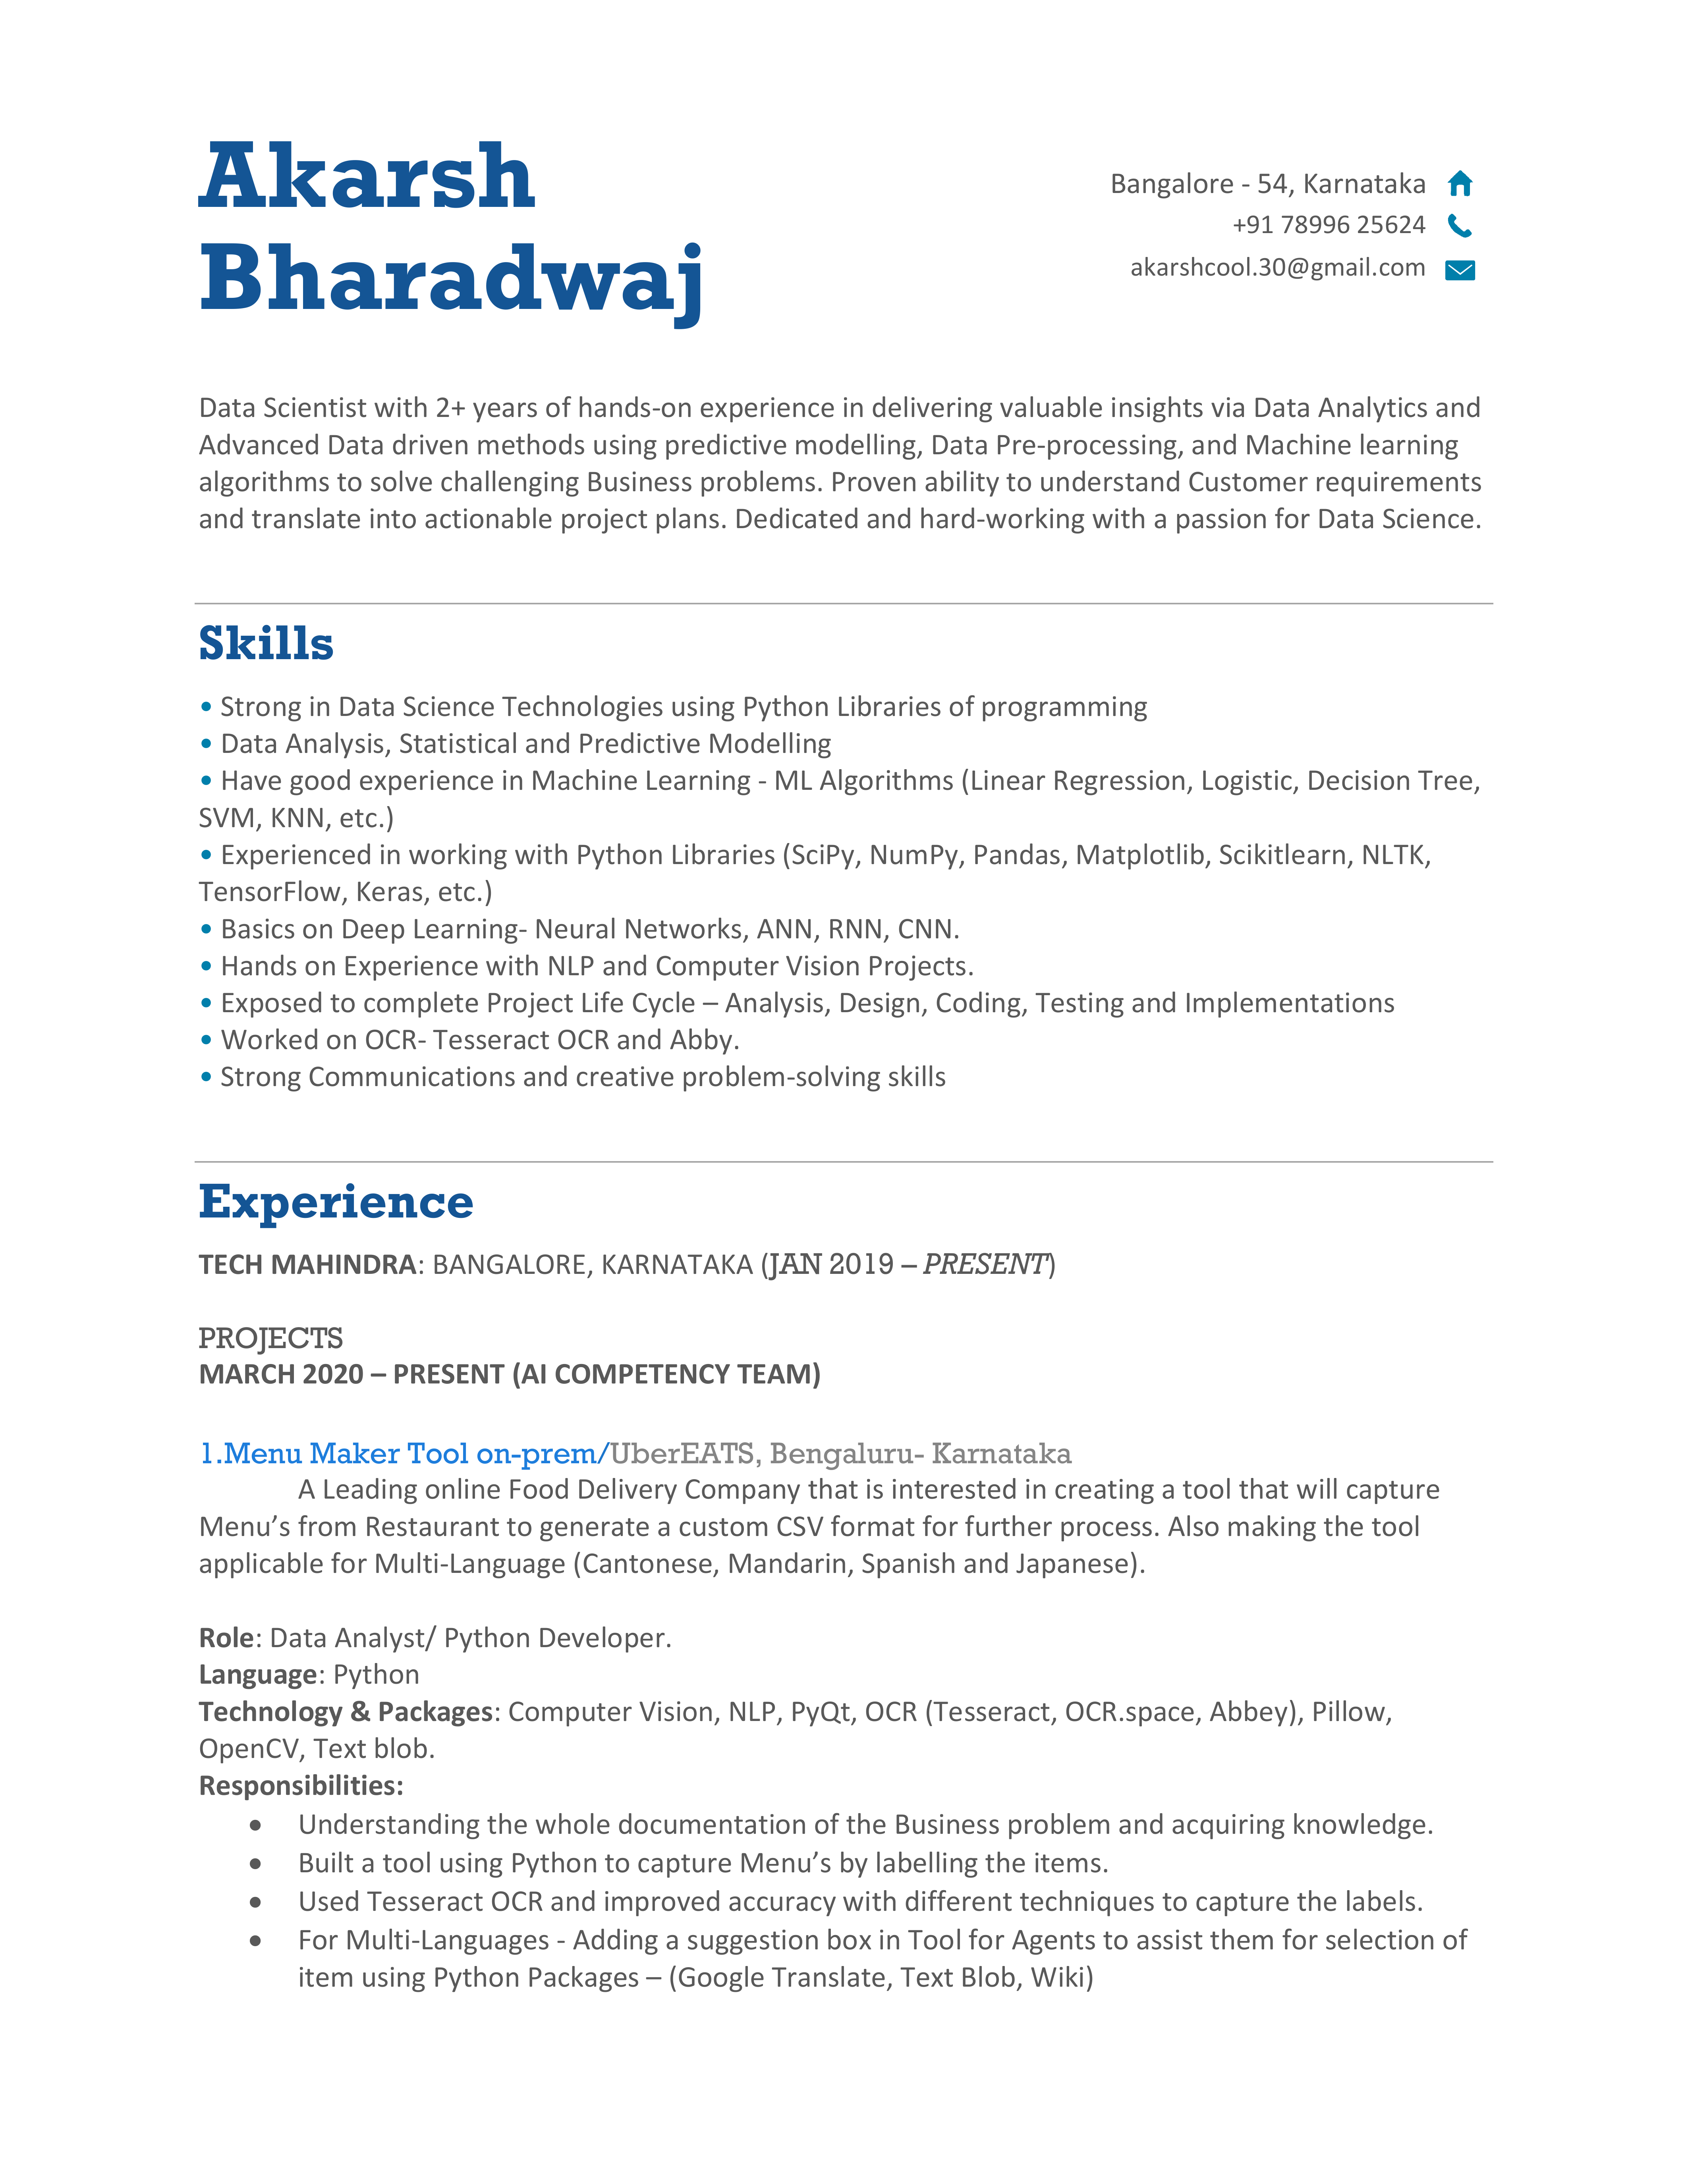 Akarsh
Bharadwaj
Bangalore - 54, Karnataka
+91 78996 25624
akarshcool.30@gmail.com
Data Scientist with 2+ years of hands-on experience in delivering valuable insights via Data Analytics and
Advanced Data driven methods using predictive modelling, Data Pre-processing, and Machine learning
algorithms to solve challenging Business problems. Proven ability to understand Customer requirements
and translate into actionable project plans. Dedicated and hard-working with a passion for Data Science.
Skills
• Strong in Data Science Technologies using Python Libraries of programming
• Data Analysis, Statistical and Predictive Modelling
• Have good experience in Machine Learning - ML Algorithms (Linear Regression, Logistic, Decision Tree,
SVM, KNN, etc.)
• Experienced in working with Python Libraries (SciPy, NumPy, Pandas, Matplotlib, Scikitlearn, NLTK,
TensorFlow, Keras, etc.)
• Basics on Deep Learning- Neural Networks, ANN, RNN, CNN.
• Hands on Experience with NLP and Computer Vision Projects.
• Exposed to complete Project Life Cycle – Analysis, Design, Coding, Testing and Implementations
• Worked on OCR- Tesseract OCR and Abby.
• Strong Communications and creative problem-solving skills
Experience
TECH MAHINDRA: BANGALORE, KARNATAKA (JAN 2019 – PRESENT)
PROJECTS
MARCH 2020 – PRESENT (AI COMPETENCY TEAM)
1.Menu Maker Tool on-prem/UberEATS, Bengaluru- Karnataka
A Leading online Food Delivery Company that is interested in creating a tool that will capture
Menu’s from Restaurant to generate a custom CSV format for further process. Also making the tool
applicable for Multi-Language (Cantonese, Mandarin, Spanish and Japanese).
Role: Data Analyst/ Python Developer.
Language: Python
Technology & Packages: Computer Vision, NLP, PyQt, OCR (Tesseract, OCR.space, Abbey), Pillow,
OpenCV, Text blob.
Responsibilities:
• Understanding the whole documentation of the Business problem and acquiring knowledge.
• Built a tool using Python to capture Menu’s by labelling the items.
• Used Tesseract OCR and improved accuracy with different techniques to capture the labels.
• For Multi-Languages - Adding a suggestion box in Tool for Agents to assist them for selection of
item using Python Packages – (Google Translate, Text Blob, Wiki)